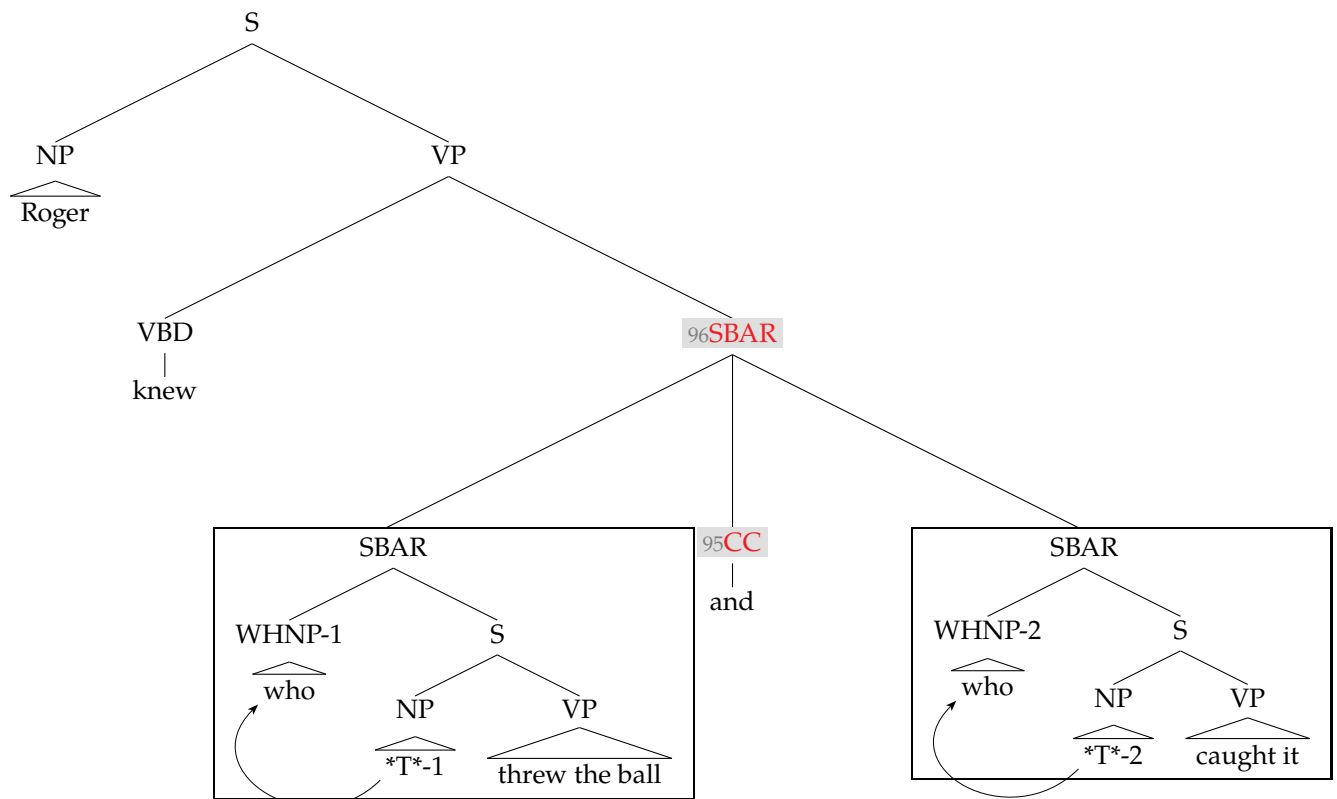 S
NP VP
Roger
VBD 96SBAR
knew
SBAR 95CC SBAR
and
WHNP-1 S WHNP-2 S
who who
NP VP NP VP
*T*-1 threw the ball *T*-2 caught it